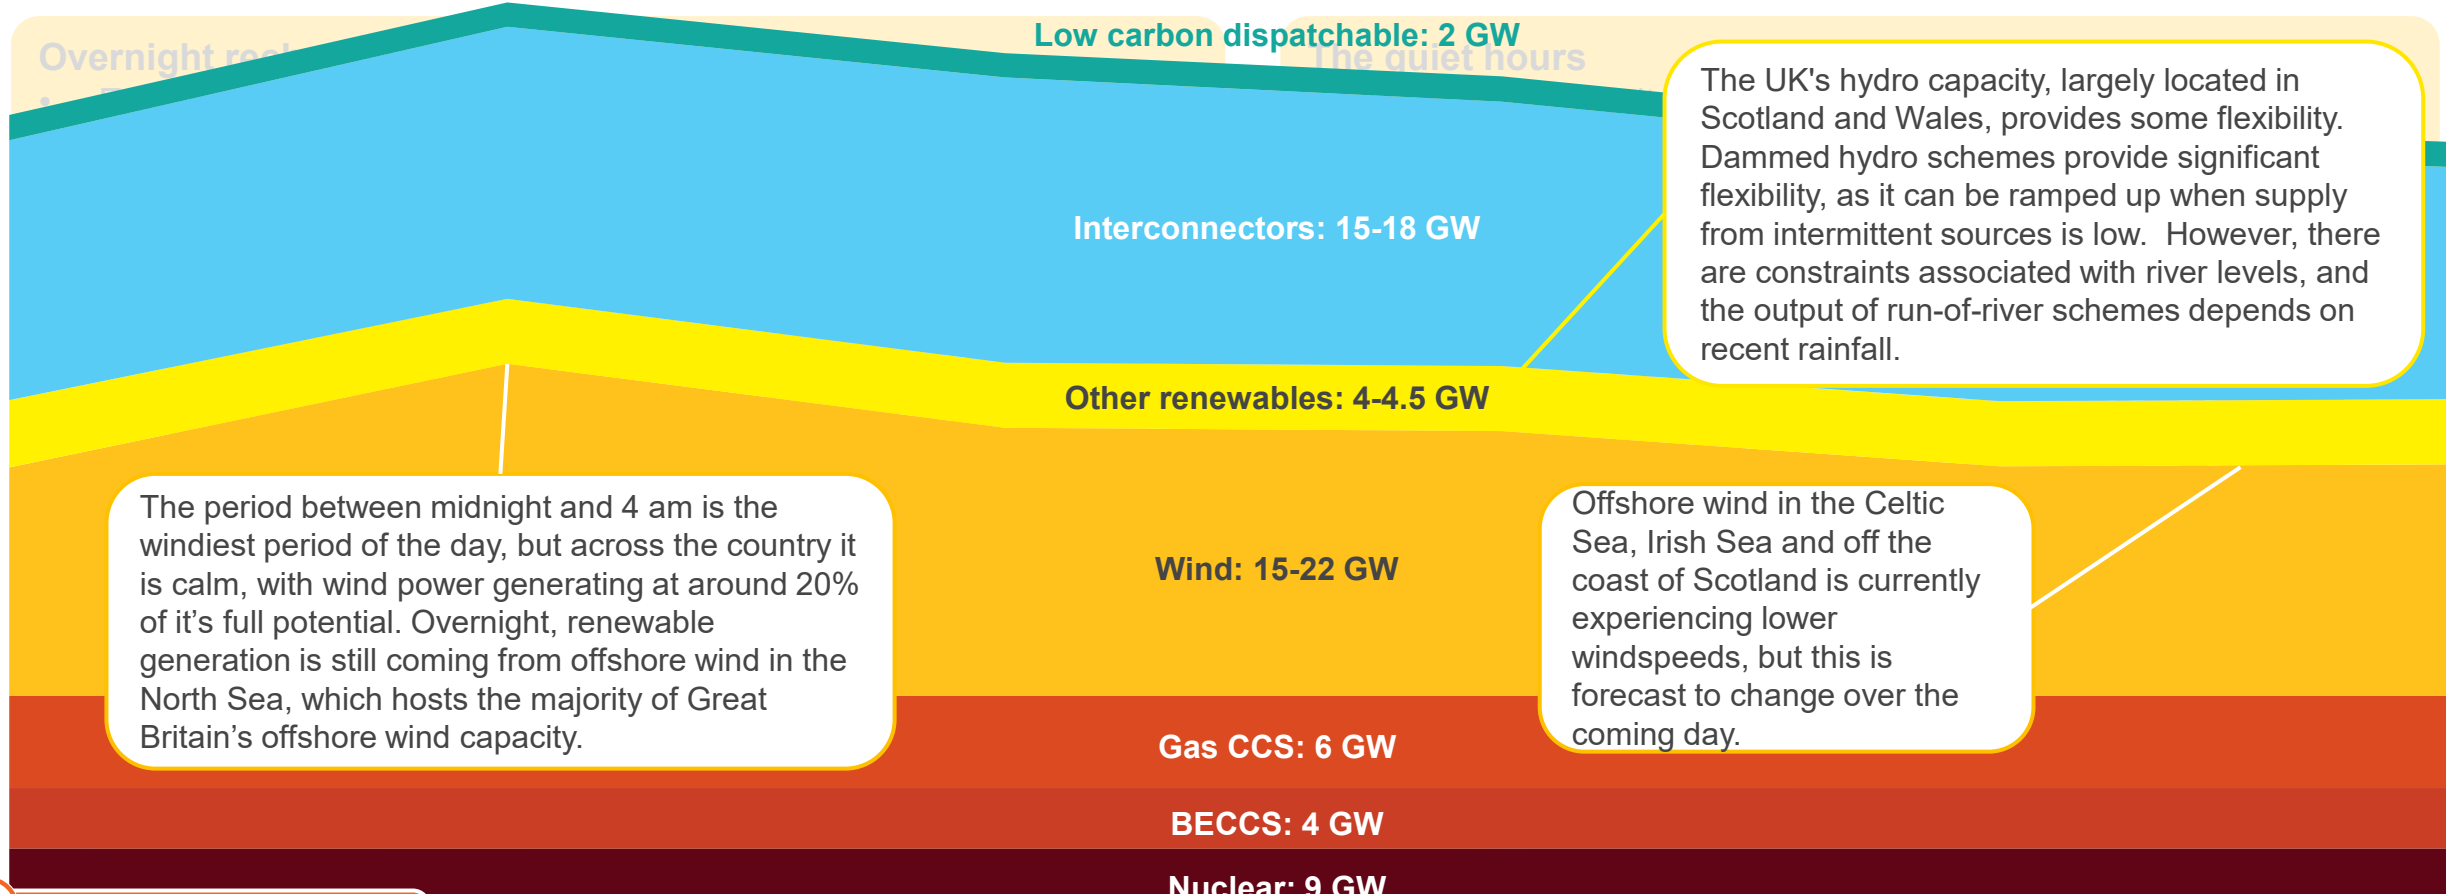 Low carbon dispatchable: 2 GW
Overnight
The quiet hours
The UK's hydro capacity, largely located in
Scotland and Wales, provides some flexibility.
Dammed hydro schemes provide significant
flexibility, as it can be ramped up when supply
from intermittent sources is low.  However, there
are constraints associated with river levels, and
the output of run-of-river schemes depends on
recent rainfall.
Interconnectors: 15-18 GW
Other renewables: 4-4.5 GW
The period between midnight and 4 am is the
windiest period of the day, but across the country it
is calm, with wind power generating at around 20%
of it’s full potential. Overnight, renewable
generation is still coming from offshore wind in the
North Sea, which hosts the majority of Great
Britain’s offshore wind capacity.
Wind: 15-22 GW
Offshore wind in the Celtic
Sea, Irish Sea and off the
coast of Scotland is currently
experiencing lower
windspeeds, but this is
forecast to change over the
coming day.
Gas CCS: 6 GW
BECCS: 4 GW
Nuclear: 9 GW